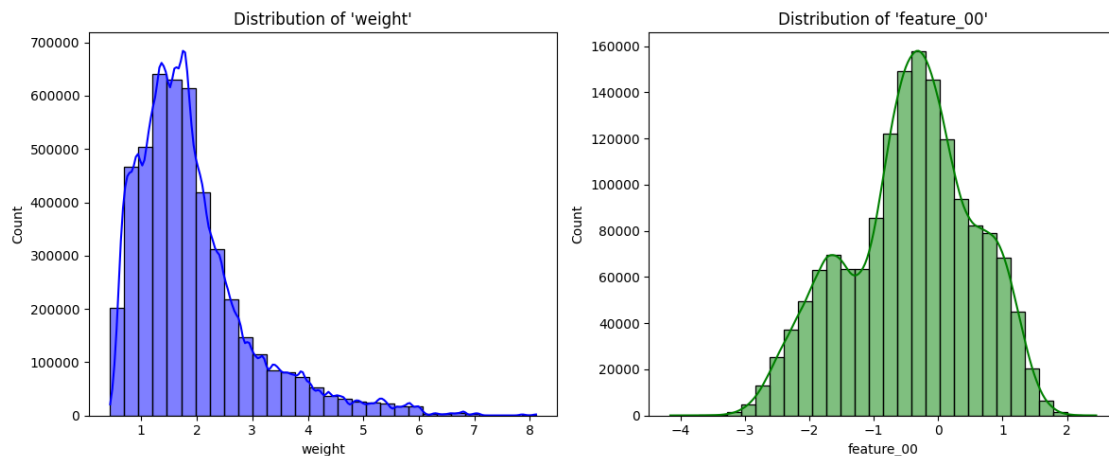 Distribution of 'weight'
700000
600000
500000
400000
300000
200000
100000
0
Count
1 2 3 4 5 6 7 8
weight
Distribution of 'feature_00'
160000
140000
120000
100000
80000
60000
40000
20000
0
Count
−4 −3 −2 −1 0 1 2
feature_00